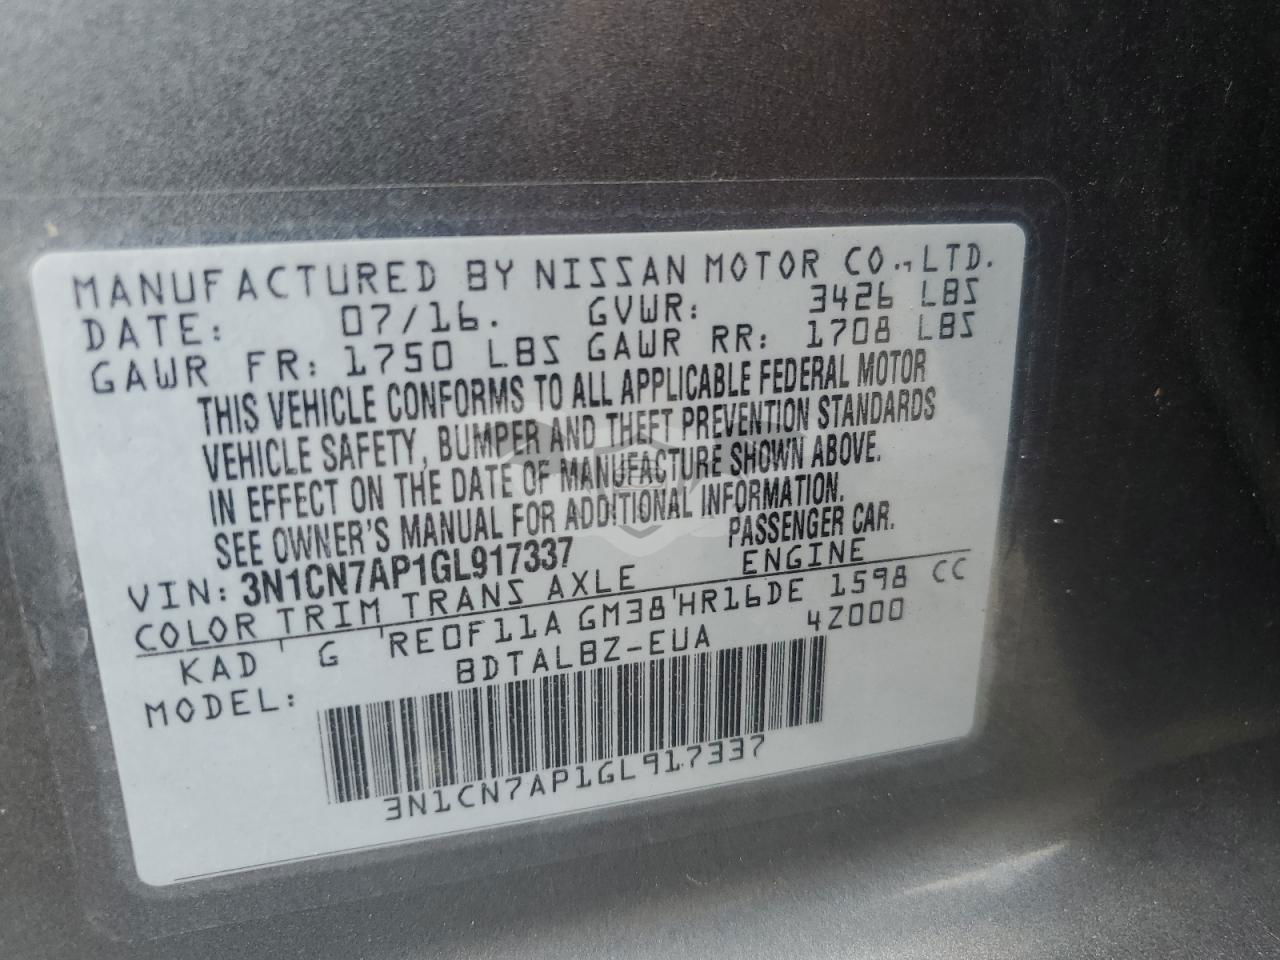 MANUFACTURED BY NISSAN MOTOR CO., LTD.
DATE: 07/16. GVWR: 3426 LBS
GAWR FR: 1750 LBS GAWR RR: 1708 LBS
THIS VEHICLE CONFORMS TO ALL APPLICABLE FEDERAL MOTOR
VEHICLE SAFETY, BUMPER AND THEFT PREVENTION STANDARDS
IN EFFECT ON THE DATE OF MANUFACTURE SHOWN ABOVE.
SEE OWNER'S MANUAL FOR ADDITIONAL INFORMATION.
PASSENGER CAR.
VIN: 3N1CN7AP1GL917337
COLOR TRIM TRANS AXLE ENGINE
KAD G RE0F11A GM38 HR16DE 1598 CC
MODEL: BDTALBZ-EUA 4Z000
3N1CN7AP1GL917337